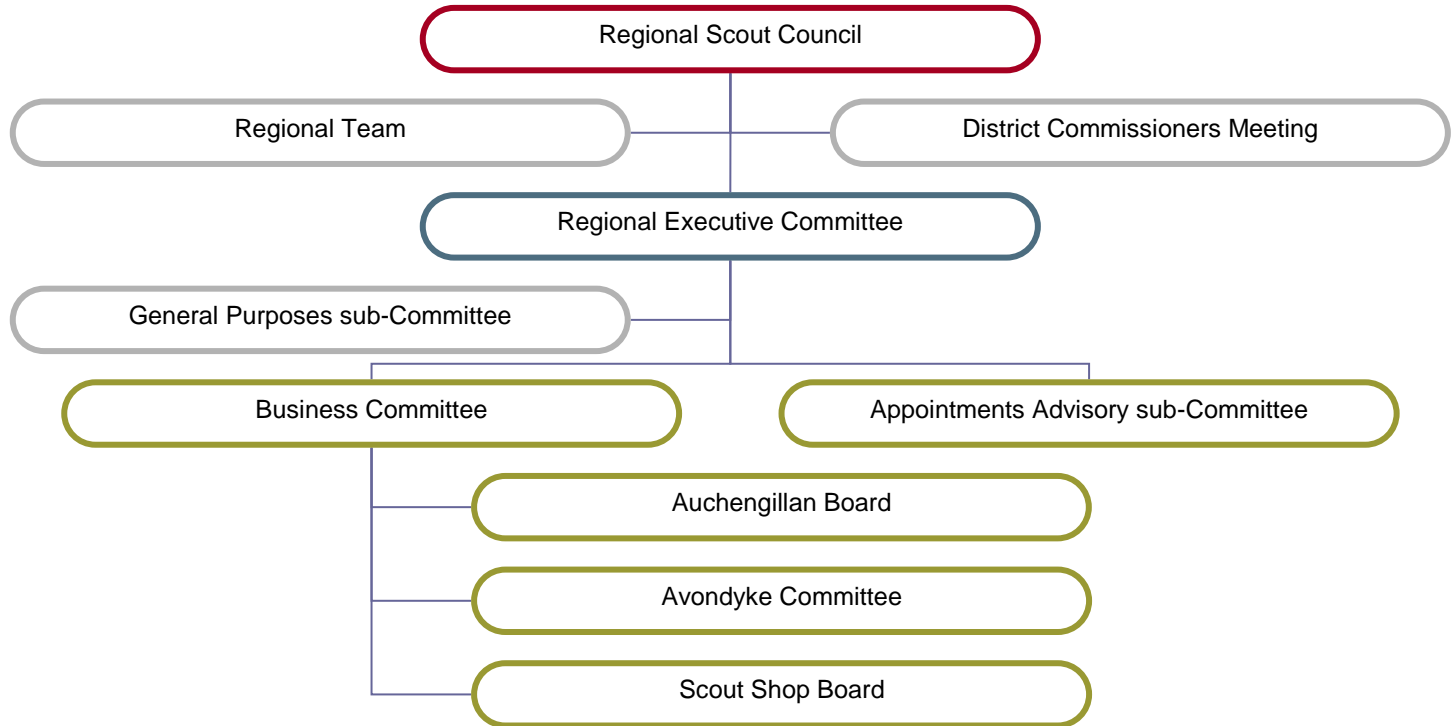 Regional Scout Council
Regional Team
District Commissioners Meeting
Regional Executive Committee
General Purposes sub-Committee
Business Committee
Appointments Advisory sub-Committee
Auchengillan Board
Avondyke Committee
Scout Shop Board